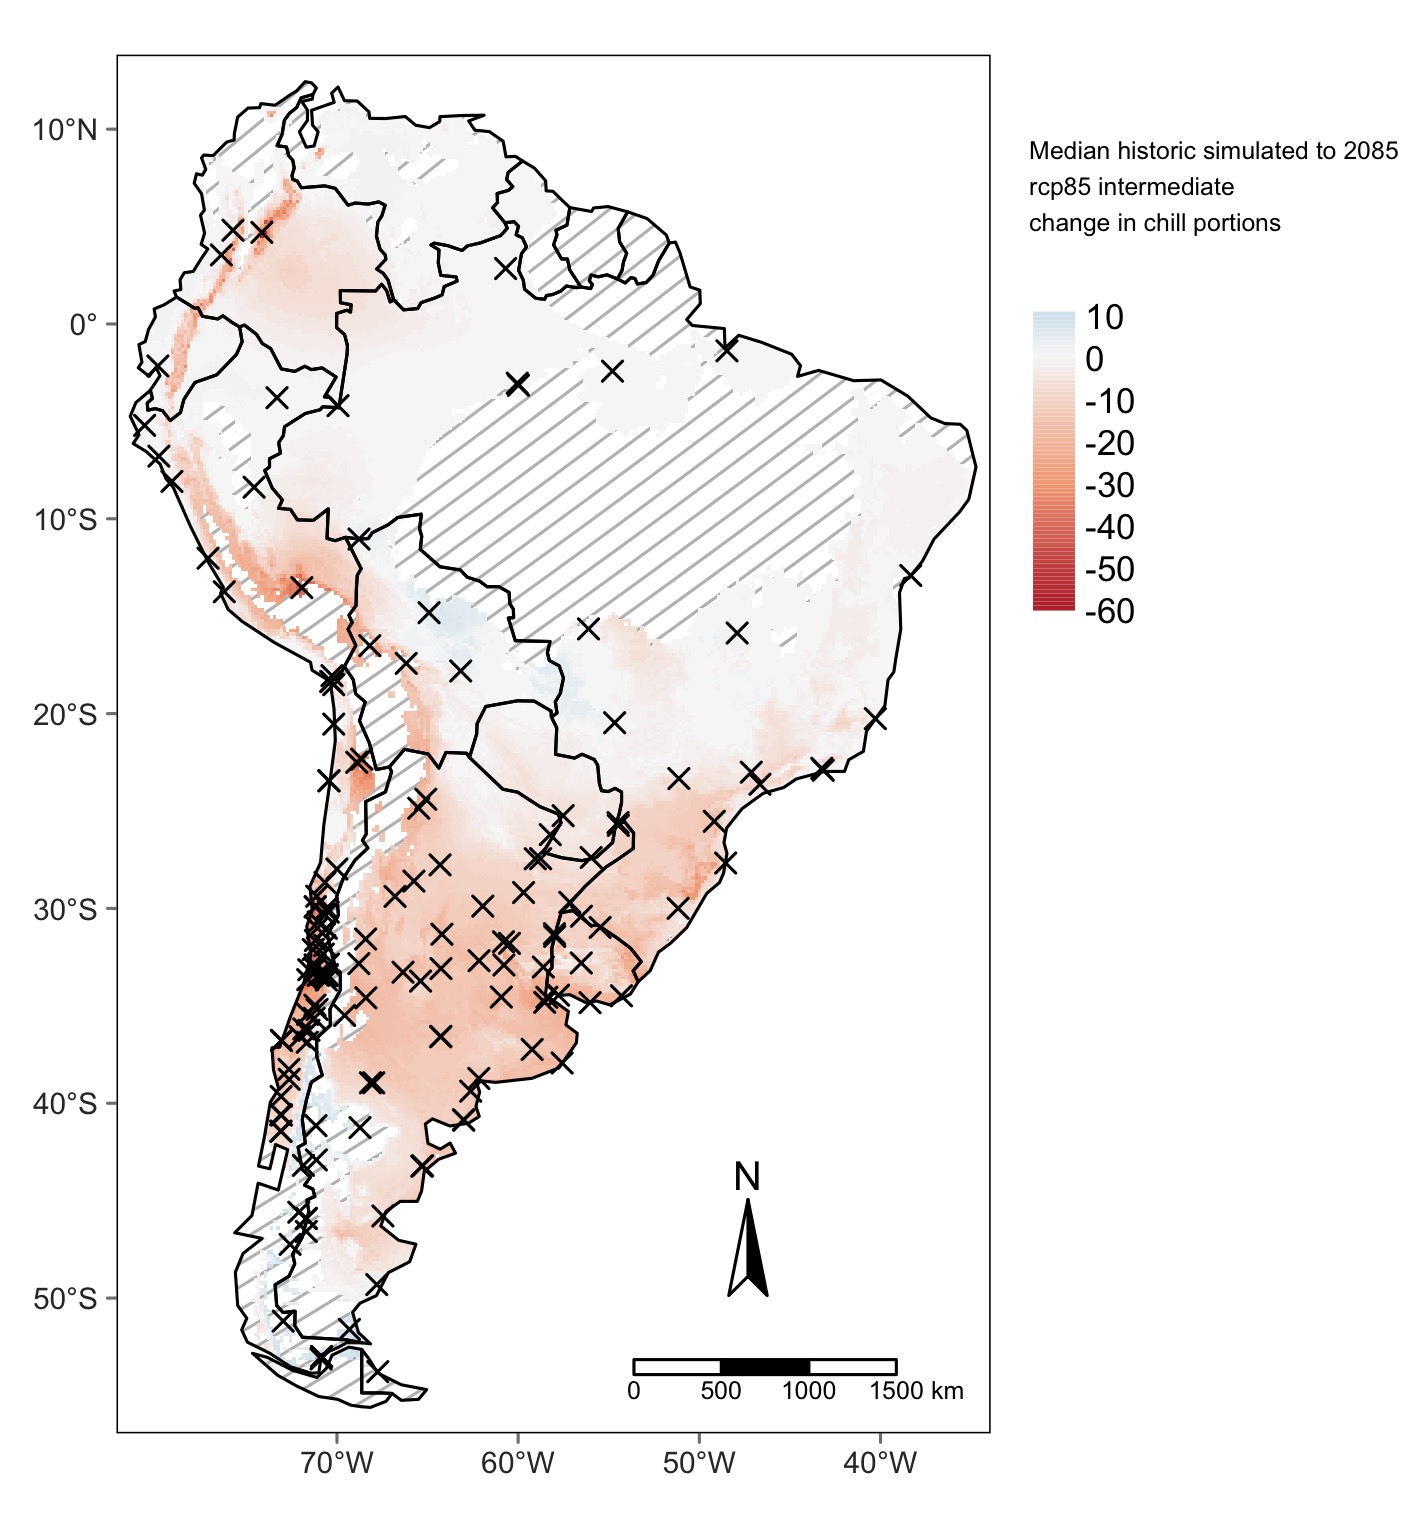 Median historic simulated to 2085
rcp85 intermediate
change in chill portions
10
0
-10
-20
-30
-40
-50
-60
10°N
0°
10°S
20°S
30°S
40°S
50°S
N
0 500 1000 1500 km
70°W 60°W 50°W 40°W